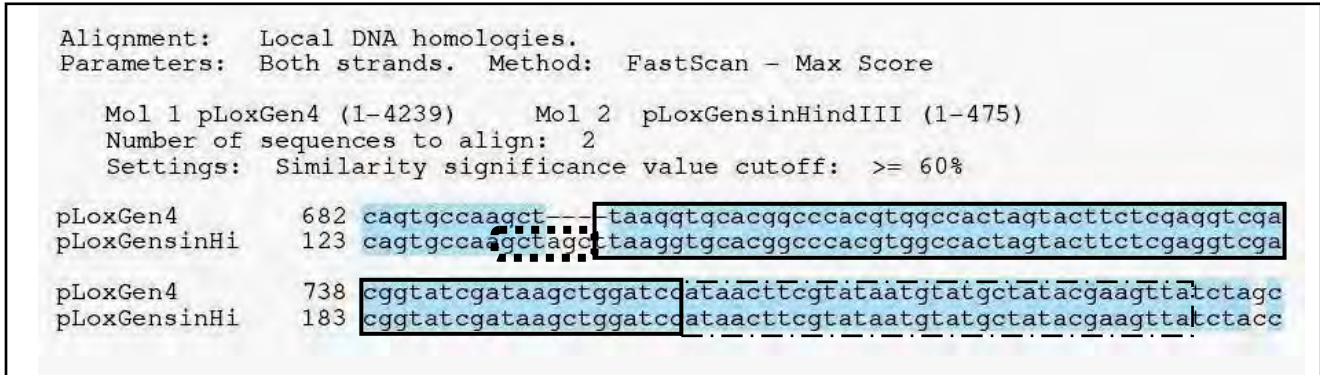 Alignment: Local DNA homologies.
Parameters: Both strands. Method: FastScan - Max Score
Mol 1 pLoxGen4 (1-4239) Mol 2 pLoxGensinHindIII (1-475)
Number of sequences to align: 2
Settings: Similarity significance value cutoff: >= 60%
pLoxGen4 682 cagtgccaagct----taaggtgcacggcccacgtggccactagtacttctcgaggtcga
pLoxGensinHi 123 cagtgccaagctagcttaaggtgcacggcccacgtggccactagtacttctcgaggtcga
pLoxGen4 738 cggtatcgataagctggatccataacttcgtataatgtatgctatacgaagttatctagc
pLoxGensinHi 183 cggtatcgataagctggatccataacttcgtataatgtatgctatacgaagttatctacc